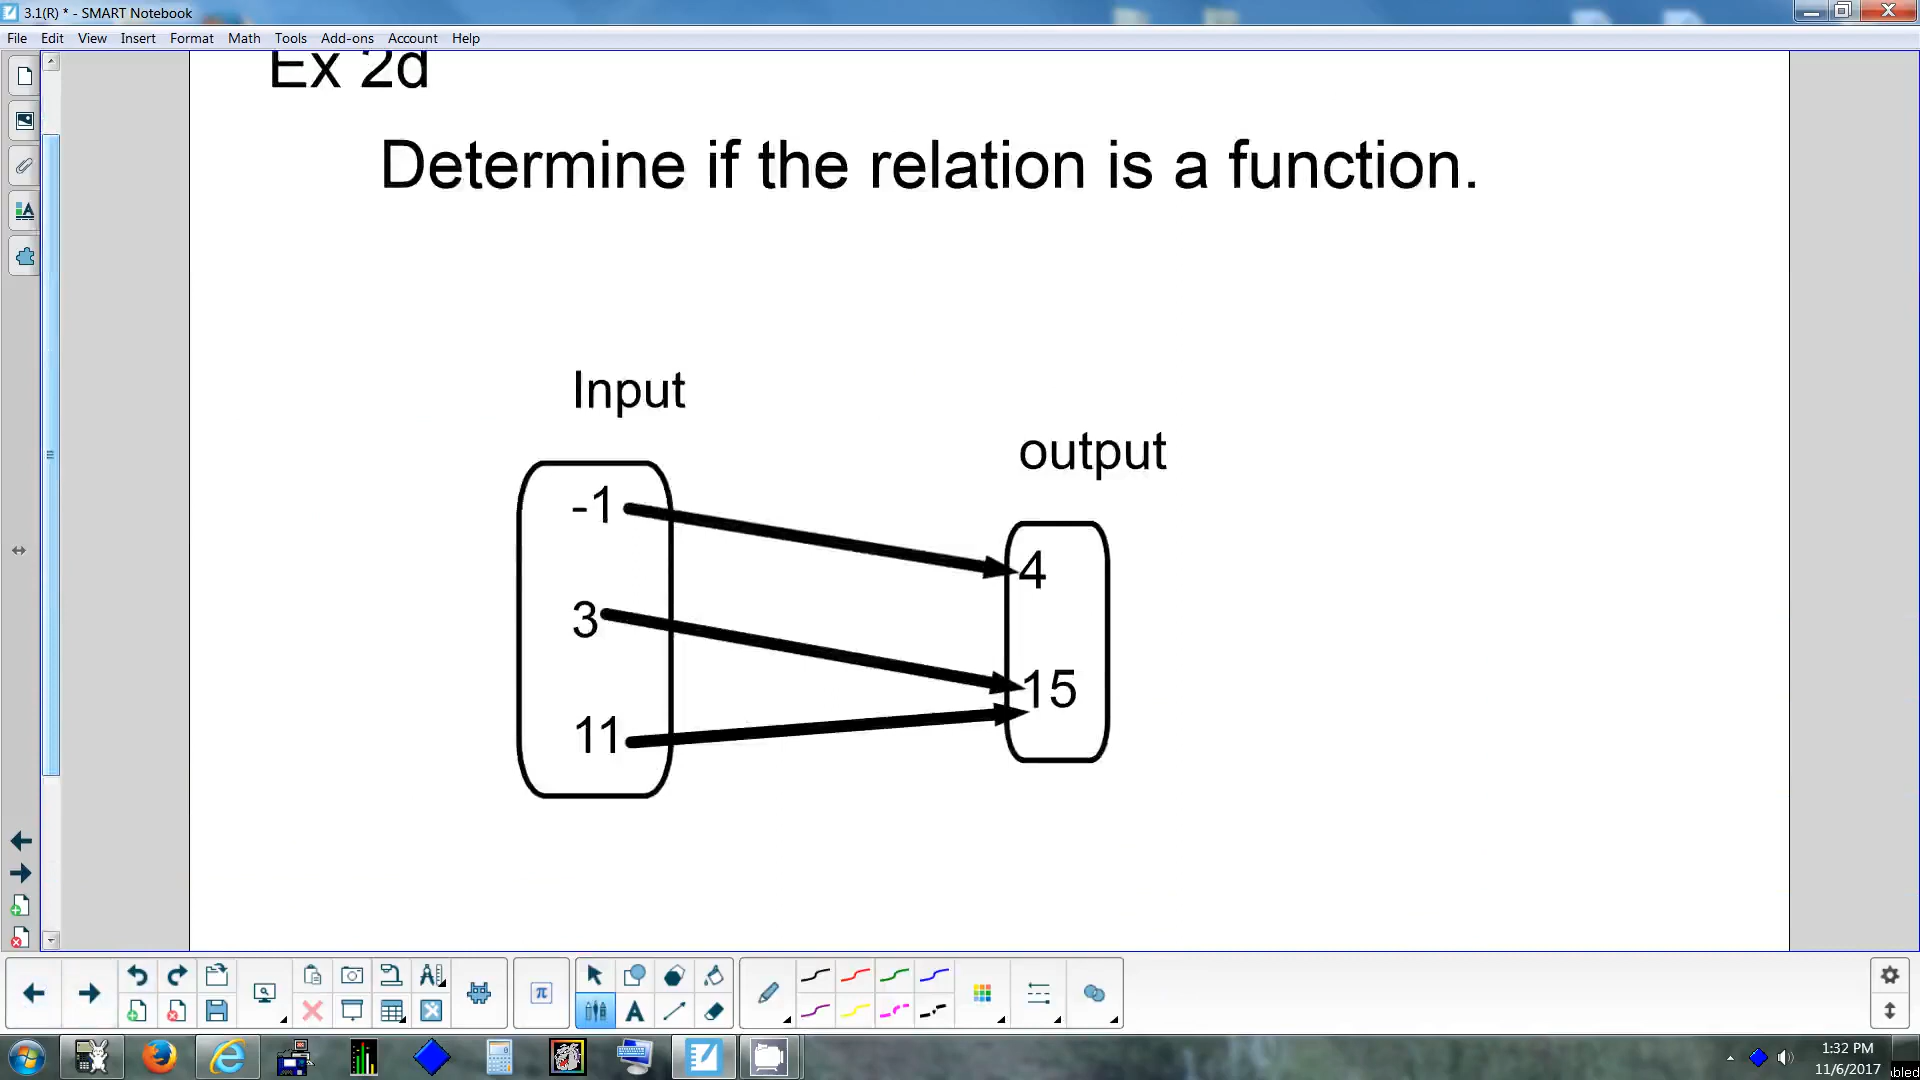 3.1(R) * - SMART Notebook
File Edit View Insert Format Math Tools Add-ons Account Help
Ex 2d
Determine if the relation is a function.
Input
output
-1
4
3
15
11
π
A
1:32 PM
11/6/2017